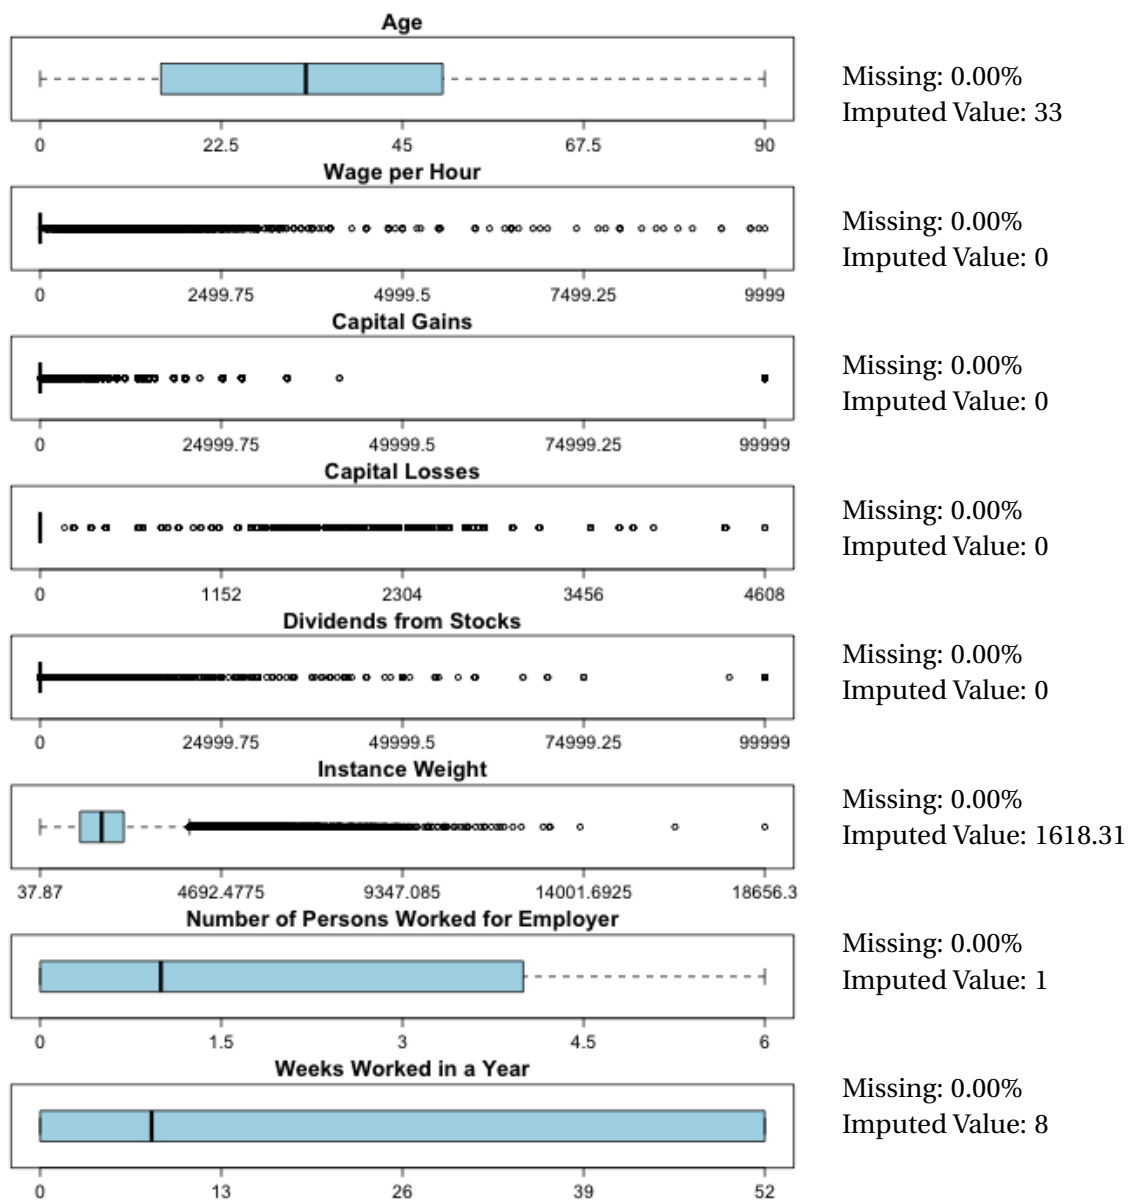 Age
Missing: 0.00%
Imputed Value: 33
0 22.5 45 67.5 90
Wage per Hour
Missing: 0.00%
Imputed Value: 0
0 2499.75 4999.5 7499.25 9999
Capital Gains
Missing: 0.00%
Imputed Value: 0
0 24999.75 49999.5 74999.25 99999
Capital Losses
Missing: 0.00%
Imputed Value: 0
0 1152 2304 3456 4608
Dividends from Stocks
Missing: 0.00%
Imputed Value: 0
0 24999.75 49999.5 74999.25 99999
Instance Weight
Missing: 0.00%
Imputed Value: 1618.31
37.87 4692.4775 9347.085 14001.6925 18656.3
Number of Persons Worked for Employer
Missing: 0.00%
Imputed Value: 1
0 1.5 3 4.5 6
Weeks Worked in a Year
Missing: 0.00%
Imputed Value: 8
0 13 26 39 52